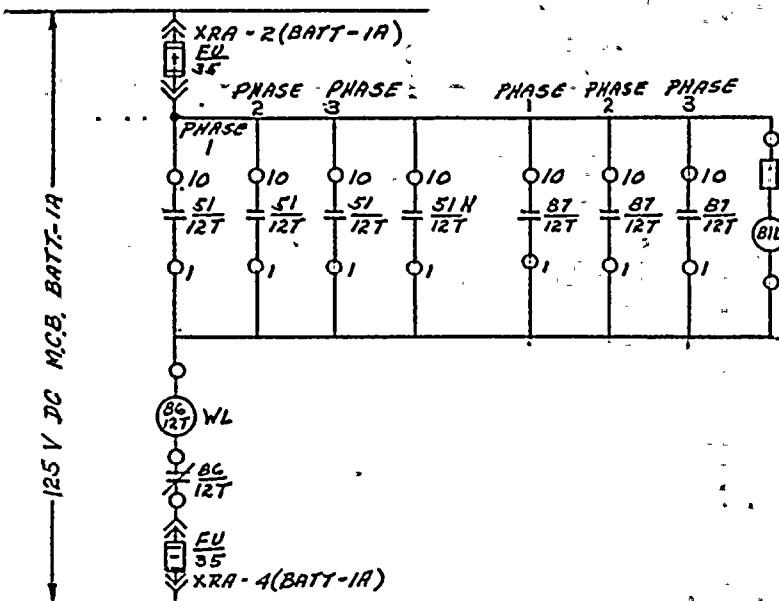 XRA-2(BATT-1A)
+
FU
35
PHASE PHASE PHASE PHASE PHASE
2 3 1 2 3
PHASE
1
10 10 10 10 10 10 10
51 51 51 51N 87 87 87
12T 12T 12T 12T 12T 12T 12T
1 1 1 1 1 1 1
86
12T
WL
86
12T
FU
35
-
XRA-4(BATT-1A)
125 V DC M.C.B. BATT-1A